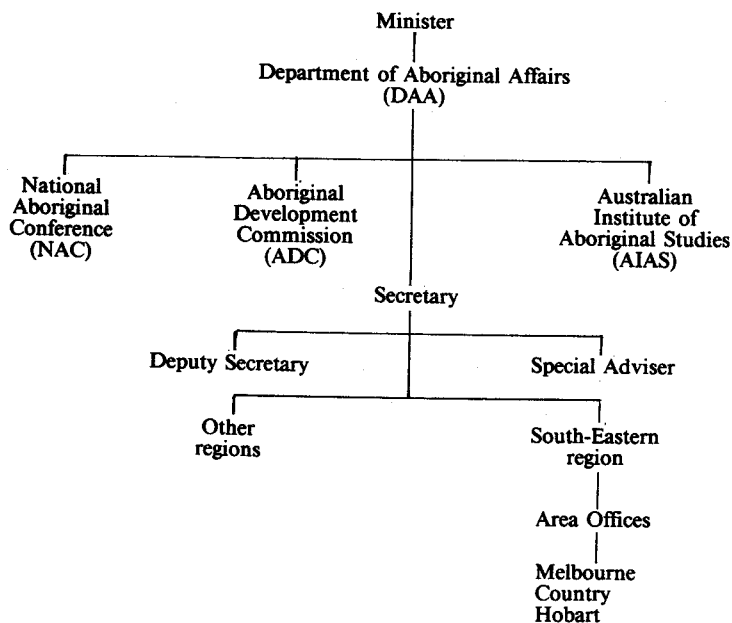 Minister
Department of Aboriginal Affairs
(DAA)
National
Aboriginal
Conference
(NAC)
Aboriginal
Development
Commission
(ADC)
Australian
Institute of
Aboriginal Studies
(AIAS)
Secretary
Deputy Secretary
Special Adviser
Other
regions
South-Eastern
region
Area Offices
Melbourne
Country
Hobart